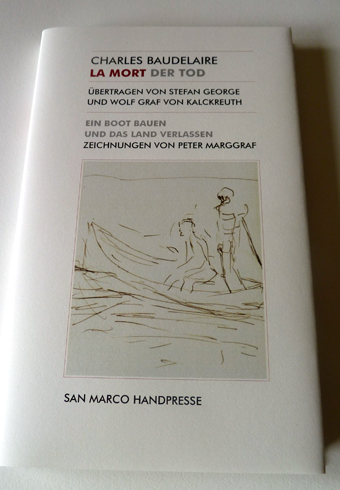 CHARLES BAUDELAIRE
LA MORT DER TOD
ÜBERTRAGEN VON STEFAN GEORGE
UND WOLF GRAF VON KALCKREUTH
EIN BOOT BAUEN
UND DAS LAND VERLASSEN
ZEICHNUNGEN VON PETER MARGGRAF
SAN MARCO HANDPRESSE